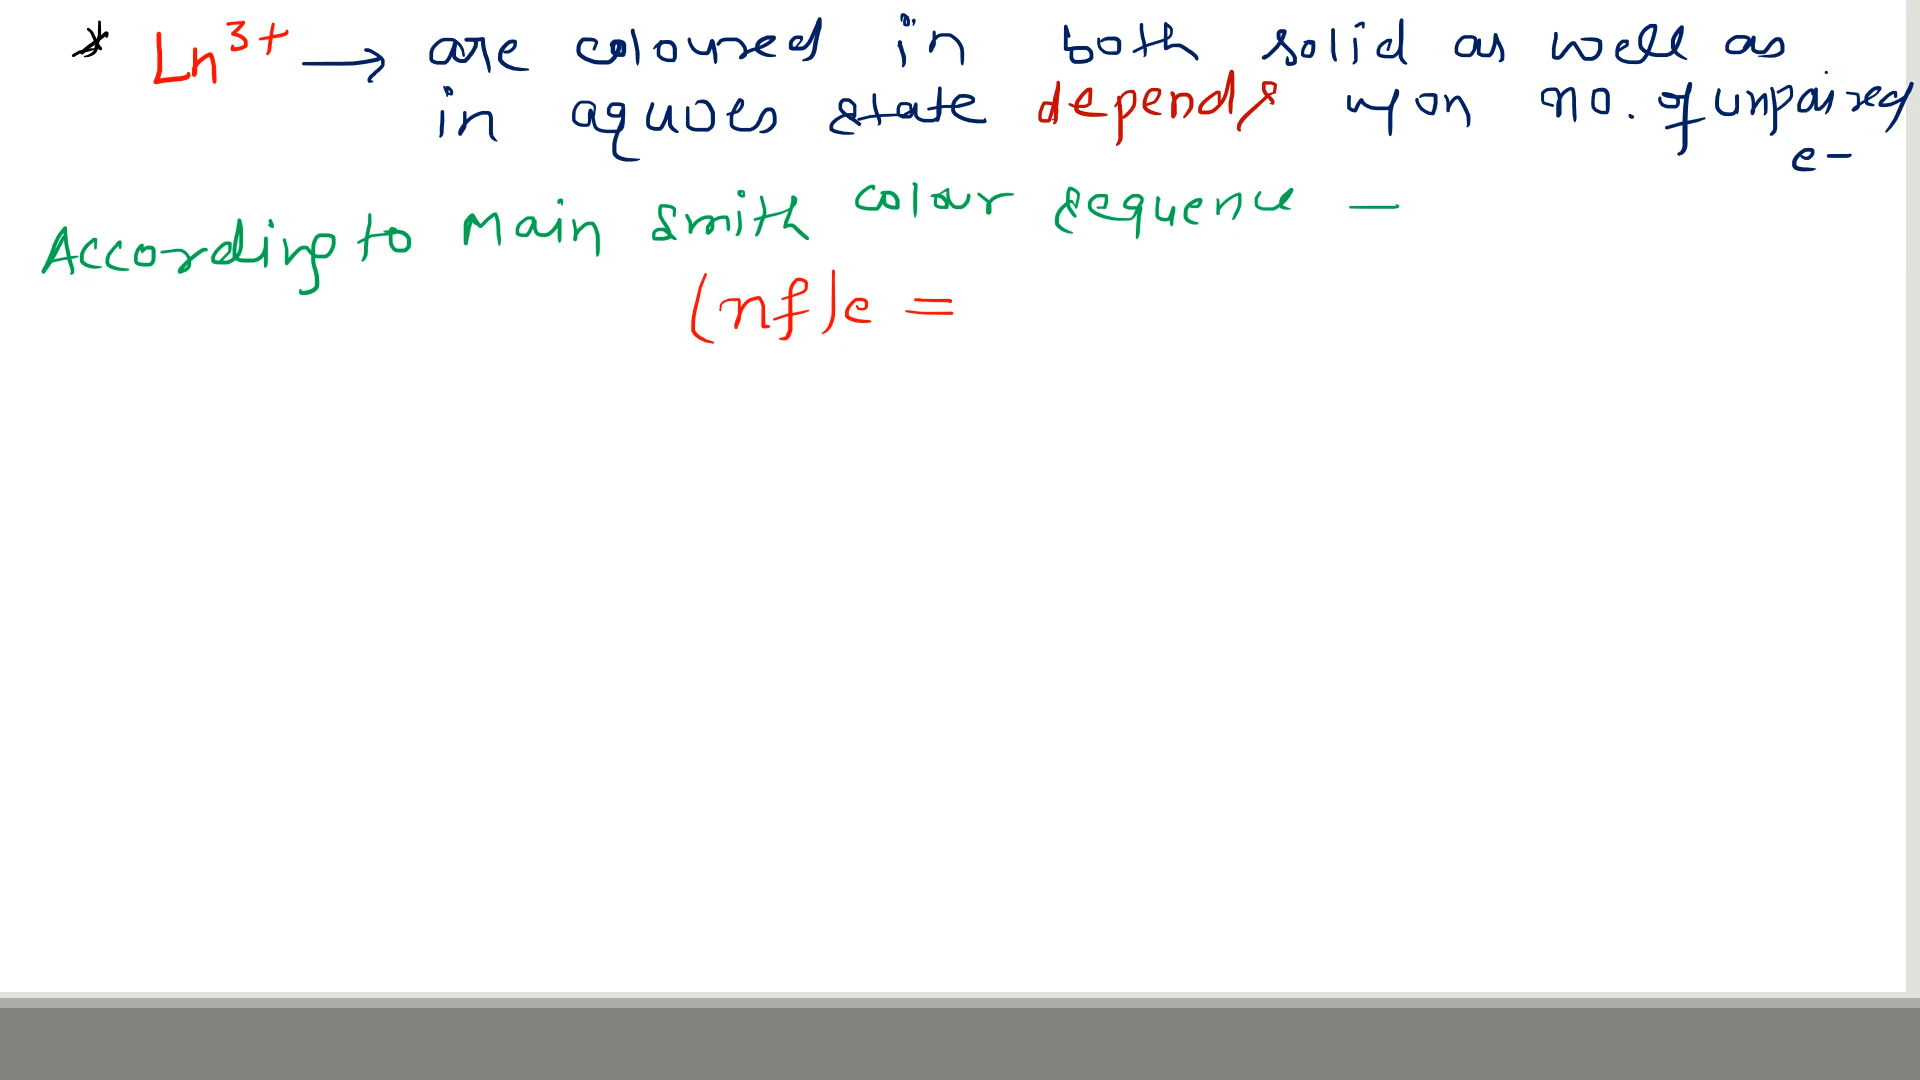 * Ln³⁺ → are coloured in both solid as well as
in aquoes state depends upon no. of unpaired
e-
According to Main Smith colour sequence -
(nf)e =